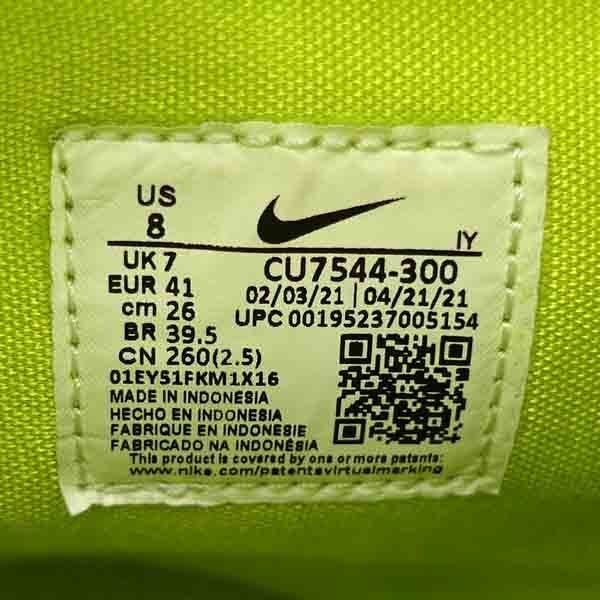 US
8
IY
UK 7
EUR 41
cm 26
BR 39.5
CN 260(2.5)
CU7544-300
02/03/21 | 04/21/21
UPC 00195237005154
01EY51FKM1X16
MADE IN INDONESIA
HECHO EN INDONESIA
FABRIQUE EN INDONESIE
FABRICADO NA INDONÉSIA
This product is covered by one or more patents:
www.nike.com/patentsvirtualmarking